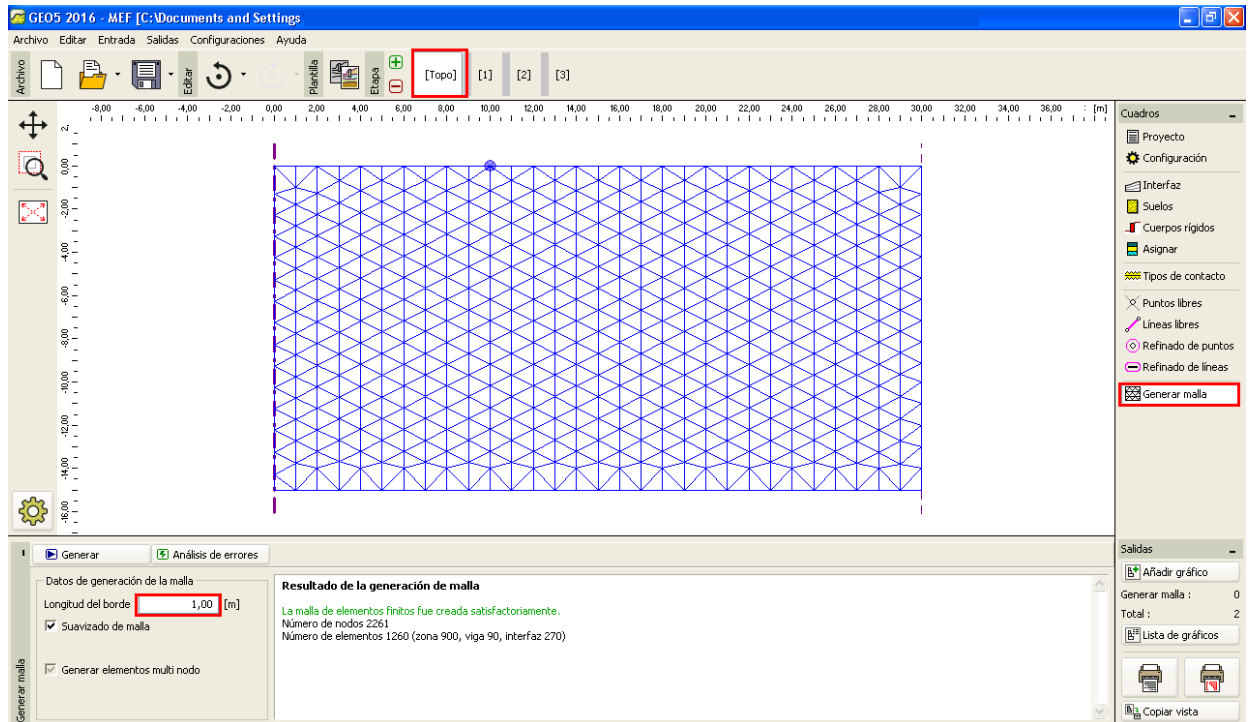 GEO5 2016 - MEF [C:\Documents and Settings
Archivo Editar Entrada Salidas Configuraciones Ayuda
Archivo
Editar
Plantilla
Etapa
[Topo] [1] [2] [3]
-8,00 -6,00 -4,00 -2,00 0,00 2,00 4,00 6,00 8,00 10,00 12,00 14,00 16,00 18,00 20,00 22,00 24,00 26,00 28,00 30,00 32,00 34,00 36,00 [m]
2,
0,00
-2,00
-4,00
-6,00
-8,00
-10,00
-12,00
-14,00
-16,00
Cuadros
Proyecto
Configuración
Interfaz
Suelos
Cuerpos rígidos
Asignar
Tipos de contacto
Puntos libres
Líneas libres
Refinado de puntos
Refinado de líneas
Generar malla
Generar malla
Generar Análisis de errores
Datos de generación de la malla
Longitud del borde 1,00 [m]
Suavizado de malla
Generar elementos multi nodo
Resultado de la generación de malla
La malla de elementos finitos fue creada satisfactoriamente.
Número de nodos 2261
Número de elementos 1260 (zona 900, viga 90, interfaz 270)
Salidas
Añadir gráfico
Generar malla : 0
Total : 2
Lista de gráficos
Copiar vista